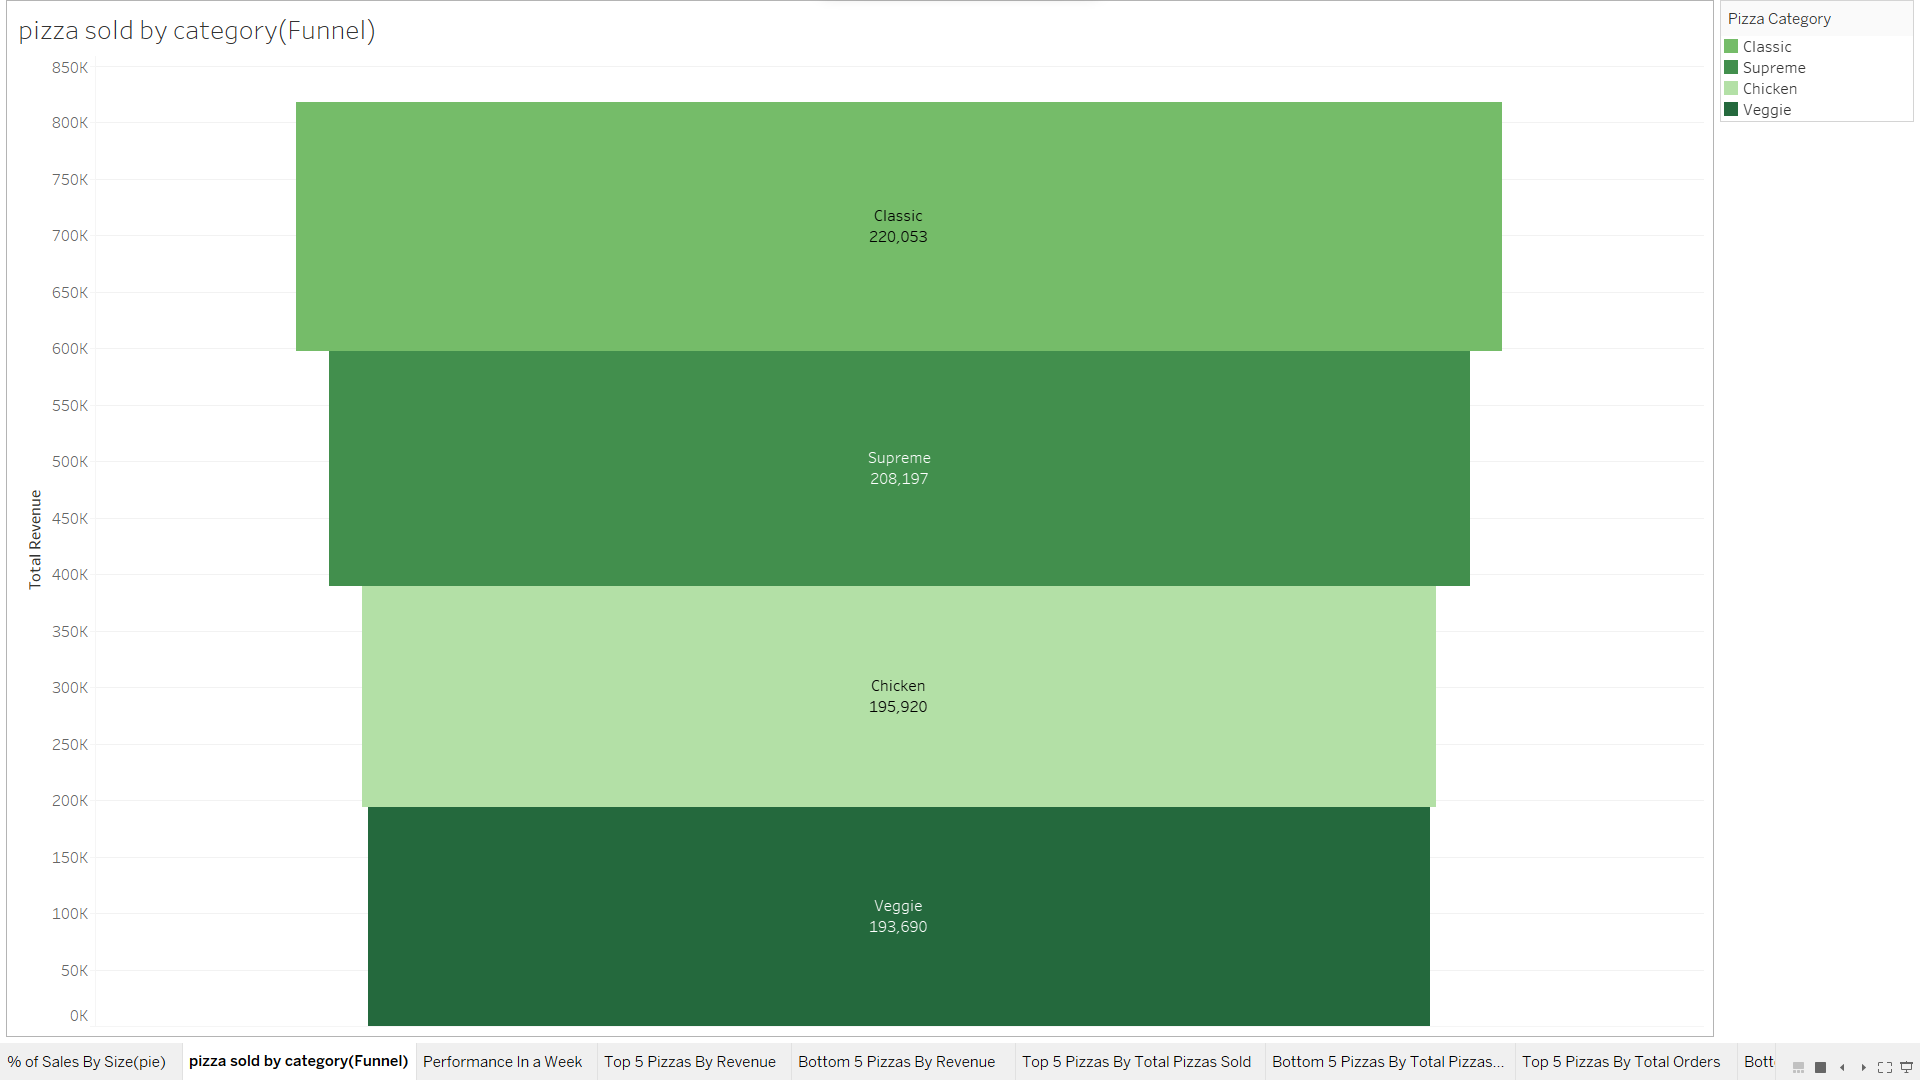 pizza sold by category(Funnel)
Pizza Category
Classic
Supreme
Chicken
Veggie
850K
800K
750K
700K
650K
600K
550K
500K
450K
400K
350K
300K
250K
200K
150K
100K
50K
0K
Total Revenue
Classic
220,053
Supreme
208,197
Chicken
195,920
Veggie
193,690
% of Sales By Size(pie)
pizza sold by category(Funnel)
Performance In a Week
Top 5 Pizzas By Revenue
Bottom 5 Pizzas By Revenue
Top 5 Pizzas By Total Pizzas Sold
Bottom 5 Pizzas By Total Pizzas...
Top 5 Pizzas By Total Orders